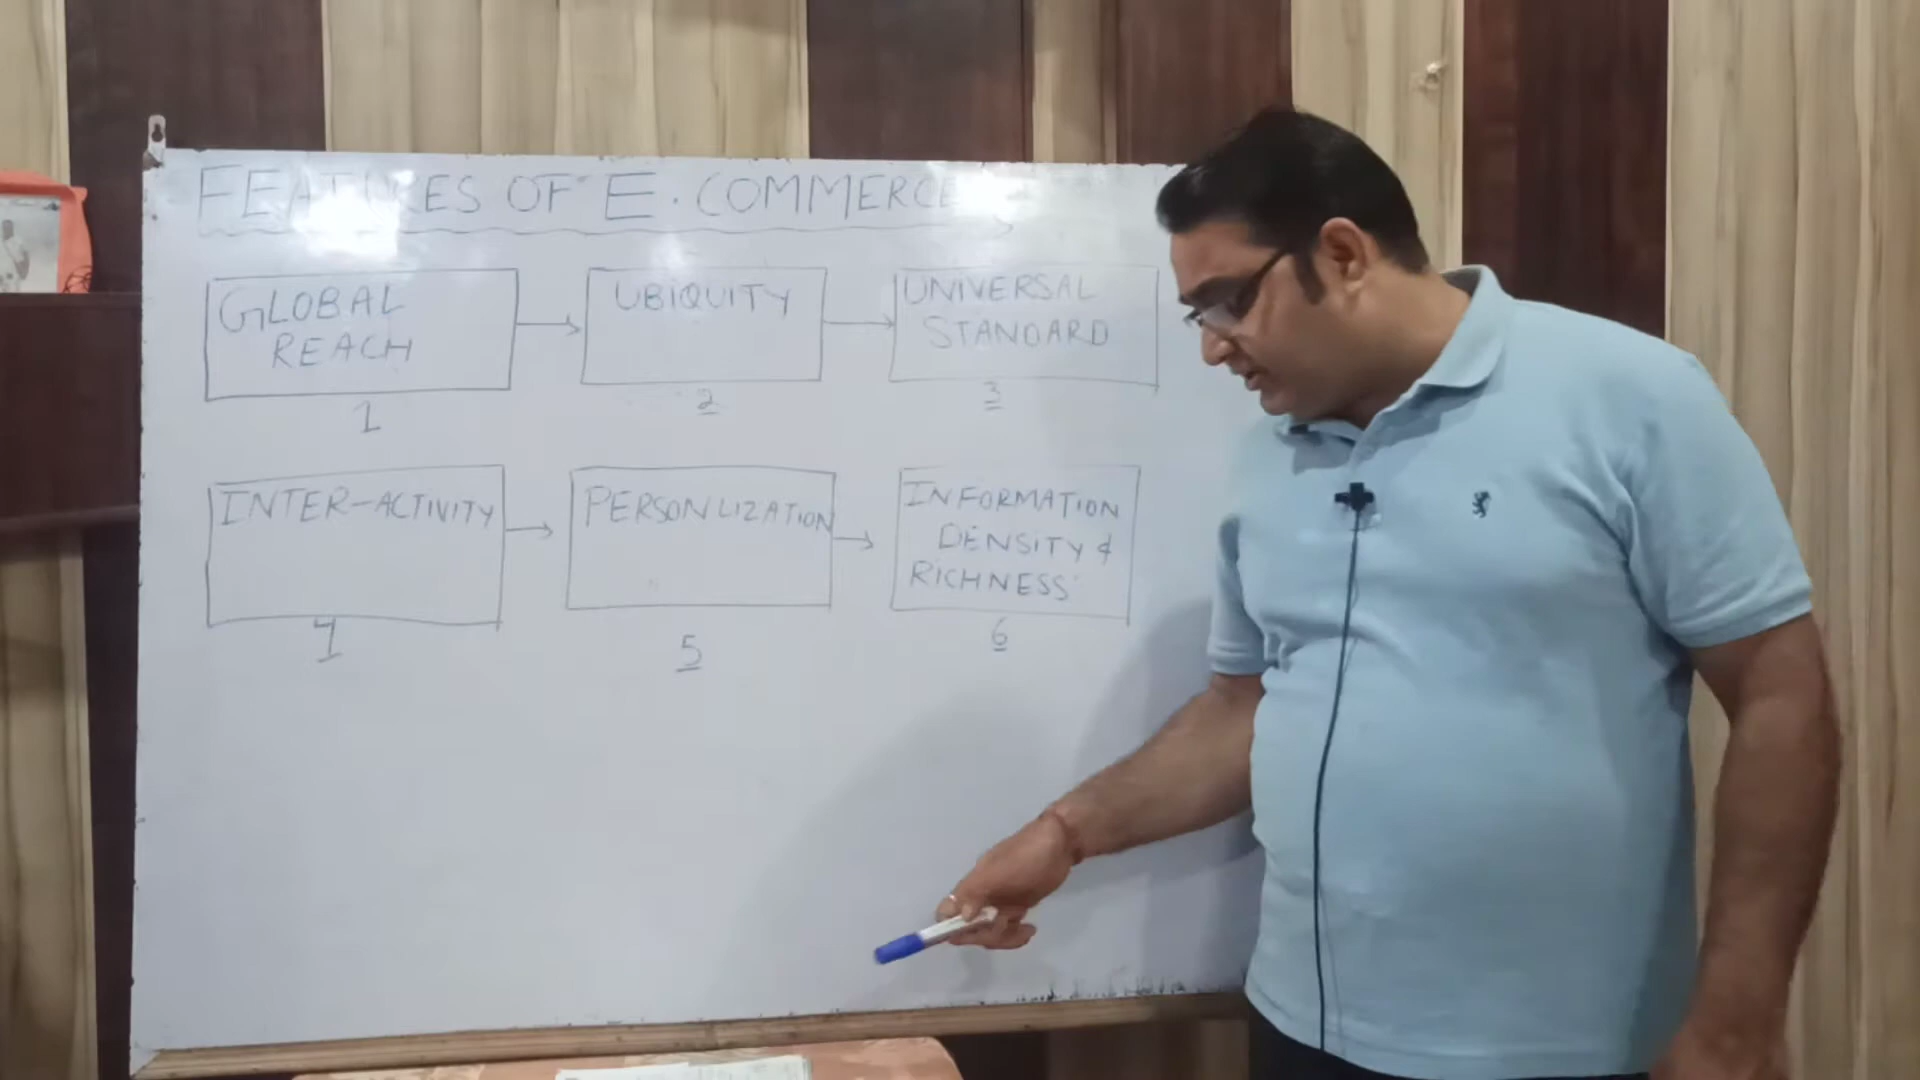 FEATURES OF E. COMMERCE
GLOBAL
REACH
1
UBIQUITY
2
UNIVERSAL
STANDARD
3
INTER-ACTIVITY
4
PERSONLIZATION
5
INFORMATION
DENSITY &
RICHNESS
6